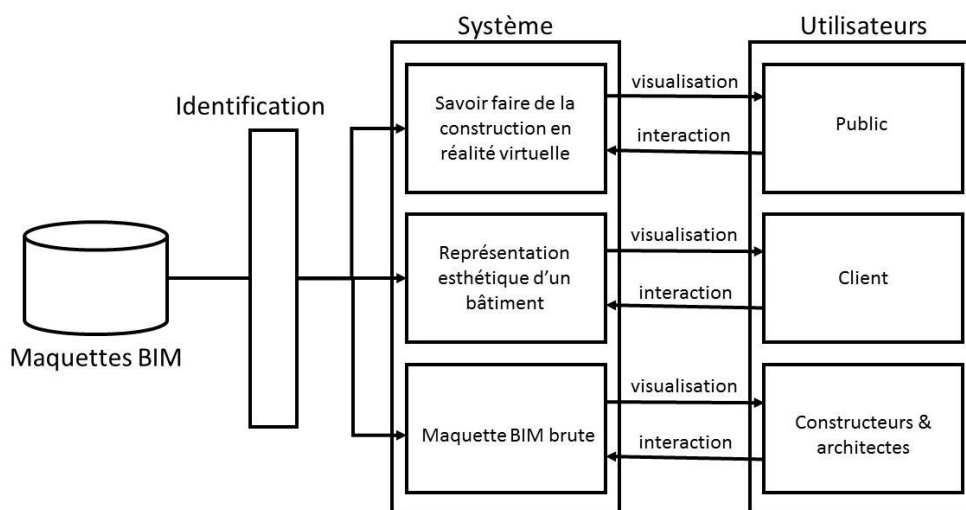 Système
Utilisateurs
Identification
Maquettes BIM
Savoir faire de la
construction en
réalité virtuelle
visualisation
interaction
Public
Représentation
esthétique d’un
bâtiment
visualisation
interaction
Client
Maquette BIM brute
visualisation
interaction
Constructeurs &
architectes